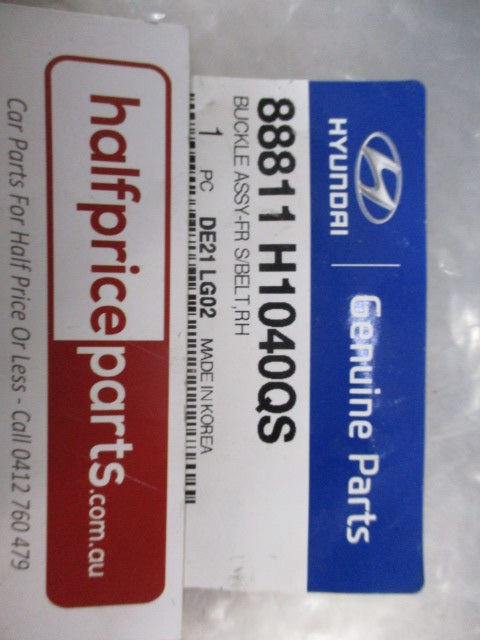 HYUNDAI | Genuine Parts
88811 H1040QS
BUCKLE ASSY-FR S/BELT,RH
1 PC DE21 LG02 MADE IN KOREA
halfpriceparts.com.au
Car Parts For Half Price Or Less - Call 0412 760 479